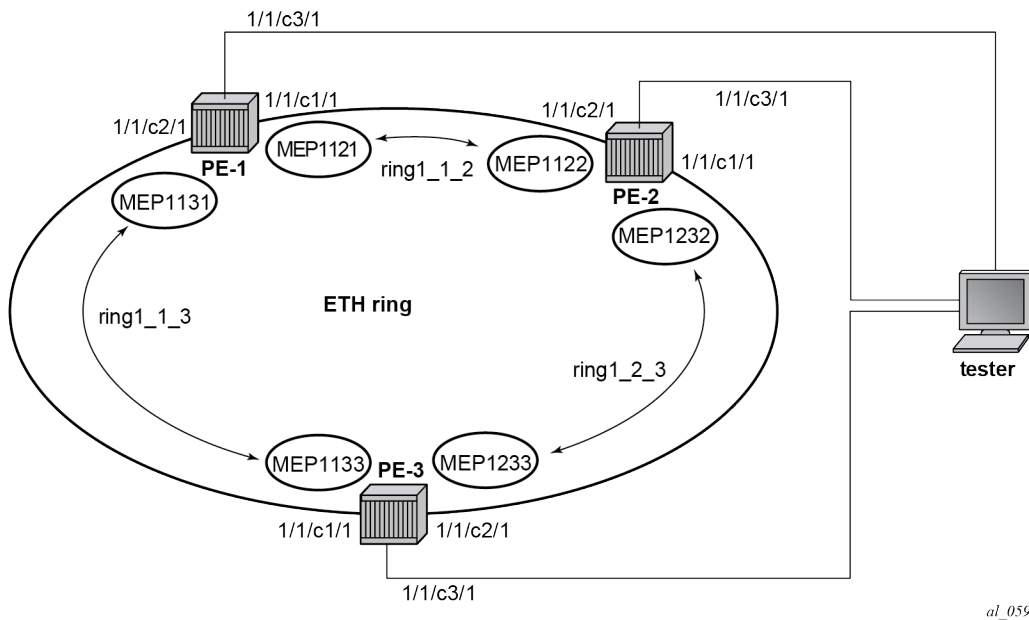 1/1/c3/1
1/1/c1/1
1/1/c2/1
PE-1
MEP1121
MEP1131
ring1_1_2
1/1/c2/1
1/1/c3/1
MEP1122
PE-2
1/1/c1/1
MEP1232
ETH ring
ring1_1_3
ring1_2_3
tester
MEP1133
PE-3
MEP1233
1/1/c1/1
1/1/c2/1
1/1/c3/1
al_059